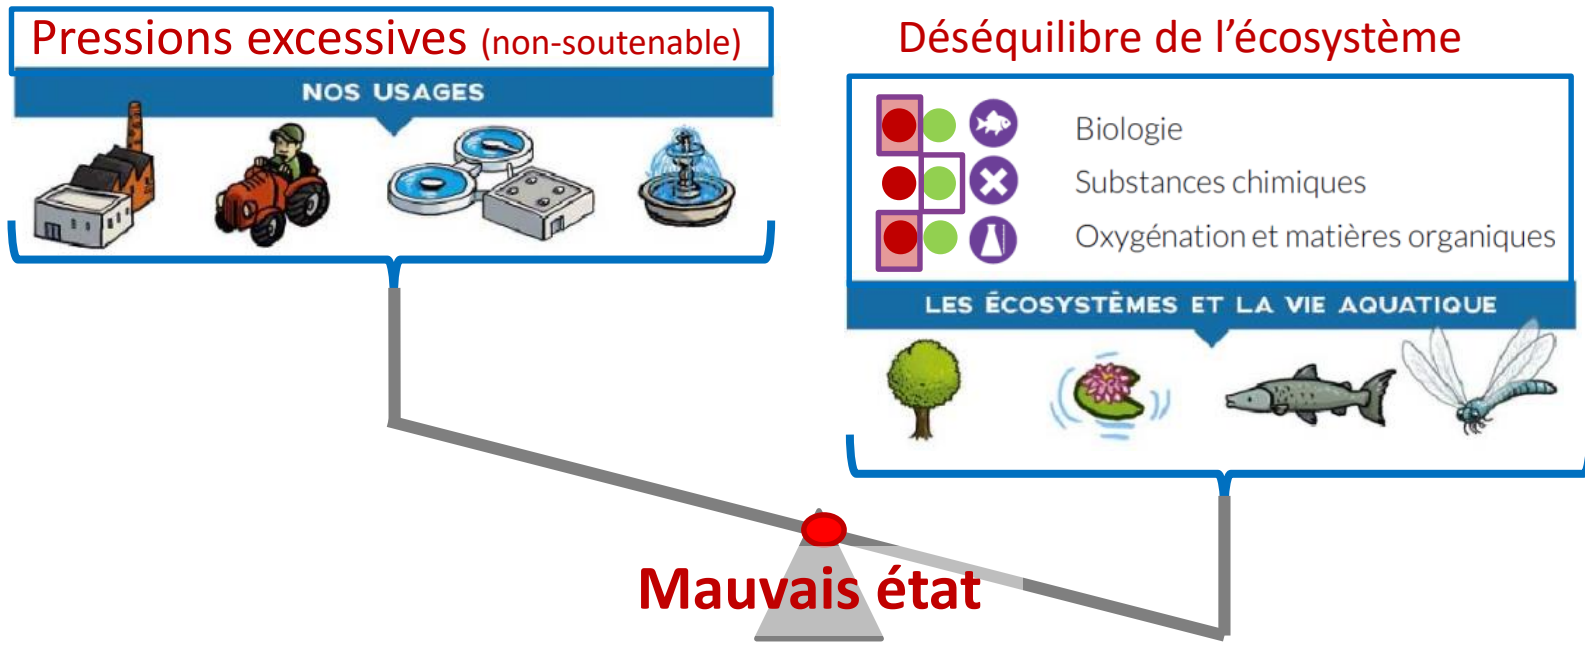 Pressions excessives (non-soutenable)
NOS USAGES
Déséquilibre de l’écosystème
Biologie
Substances chimiques
Oxygénation et matières organiques
LES ÉCOSYSTÈMES ET LA VIE AQUATIQUE
Mauvais état